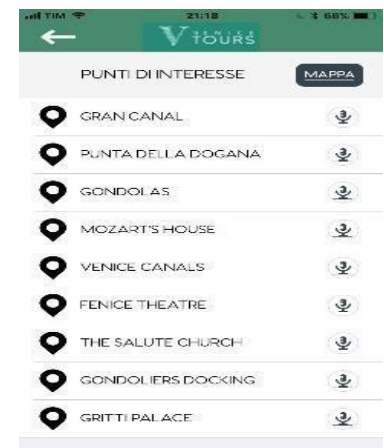 TIM 21:18 66%
VENICE
TOURS
PUNTI DI INTERESSE MAPPA
GRAN CANAL
PUNTA DELLA DOGANA
GONDOLAS
MOZART'S HOUSE
VENICE CANALS
FENICE THEATRE
THE SALUTE CHURCH
GONDOLIERS DOCKING
GRITTI PALACE